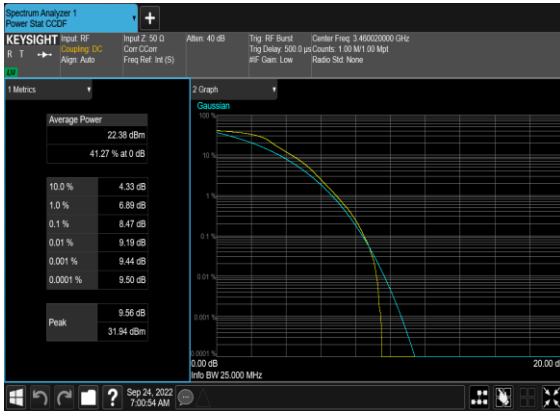 Spectrum Analyzer 1
Power Stat CCDF
KEYSIGHT
R T
LV
Input: RF
Coupling: DC
Align: Auto
Input Z: 50 Ω
Corr CCorr
Freq Ref: Int (S)
Atten: 40 dB
Trig: RF Burst
Trig Delay: 500.0 μs
#IF Gain: Low
Center Freq: 3.460020000 GHz
Counts: 1.00 M/1.00 Mpt
Radio Std: None
1 Metrics
Average Power
22.38 dBm
41.27 % at 0 dB
10.0 % 4.33 dB
1.0 % 6.89 dB
0.1 % 8.47 dB
0.01 % 9.19 dB
0.001 % 9.44 dB
0.0001 % 9.50 dB
Peak
9.56 dB
31.94 dBm
2 Graph
Gaussian
100 %
10 %
1 %
0.1 %
0.01 %
0.001 %
0.0001 %
0.00 dB
20.00 d
Info BW 25.000 MHz
?
Sep 24, 2022
7:00:54 AM